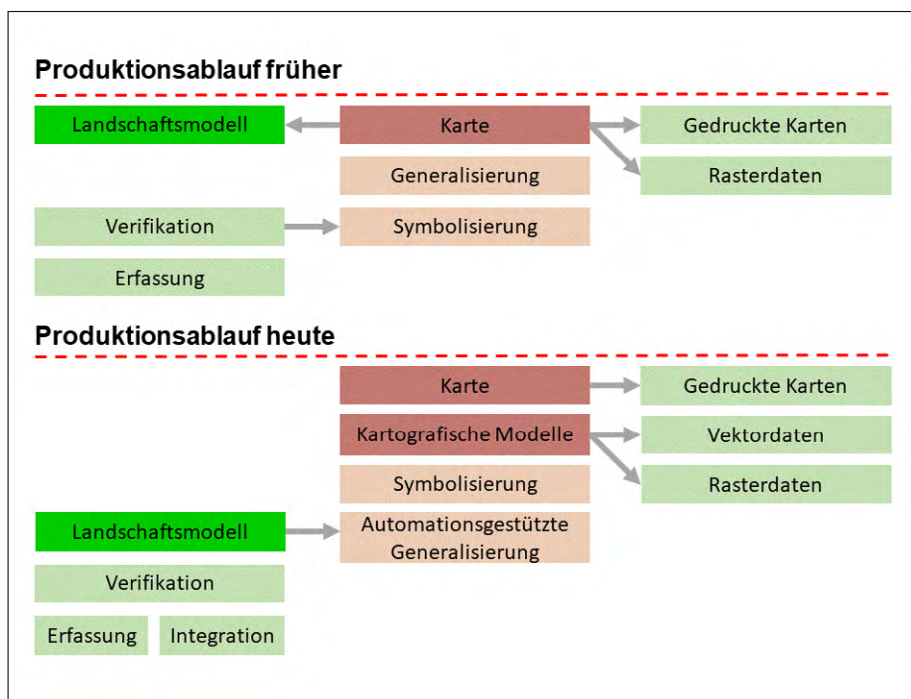 Produktionsablauf früher
Landschaftsmodell
Karte
Gedruckte Karten
Generalisierung
Rasterdaten
Verifikation
Symbolisierung
Erfassung
Produktionsablauf heute
Karte
Gedruckte Karten
Kartografische Modelle
Vektordaten
Symbolisierung
Rasterdaten
Landschaftsmodell
Automationsgestützte
Generalisierung
Verifikation
Erfassung
Integration